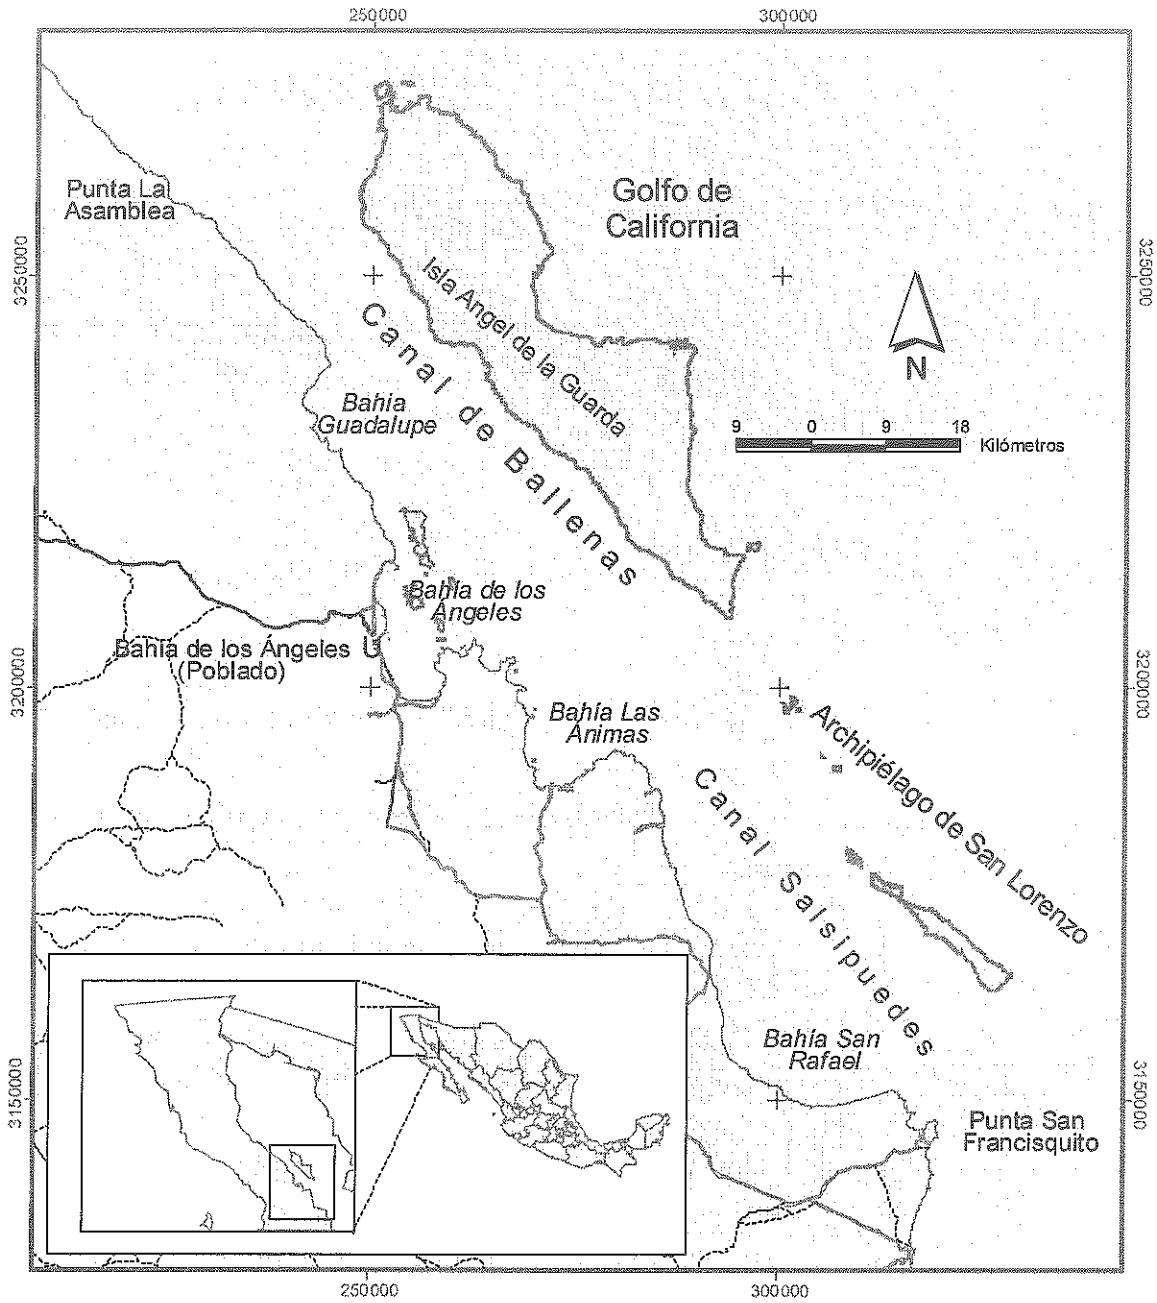 250000
300000
Punta La
Asamblea
Golfo de
California
3250000
3250000
Isla Angel de la Guarda
Canal de Ballenas
N
Bahía
Guadalupe
9 0 9 18
Kilómetros
Bahía de los
Ángeles
Bahía de los Ángeles
(Poblado)
3200000
3200000
Bahía Las
Ánimas
Archipiélago de San Lorenzo
Canal Salsipuedes
Bahía San
Rafael
3150000
3150000
Punta San
Francisquito
250000
300000